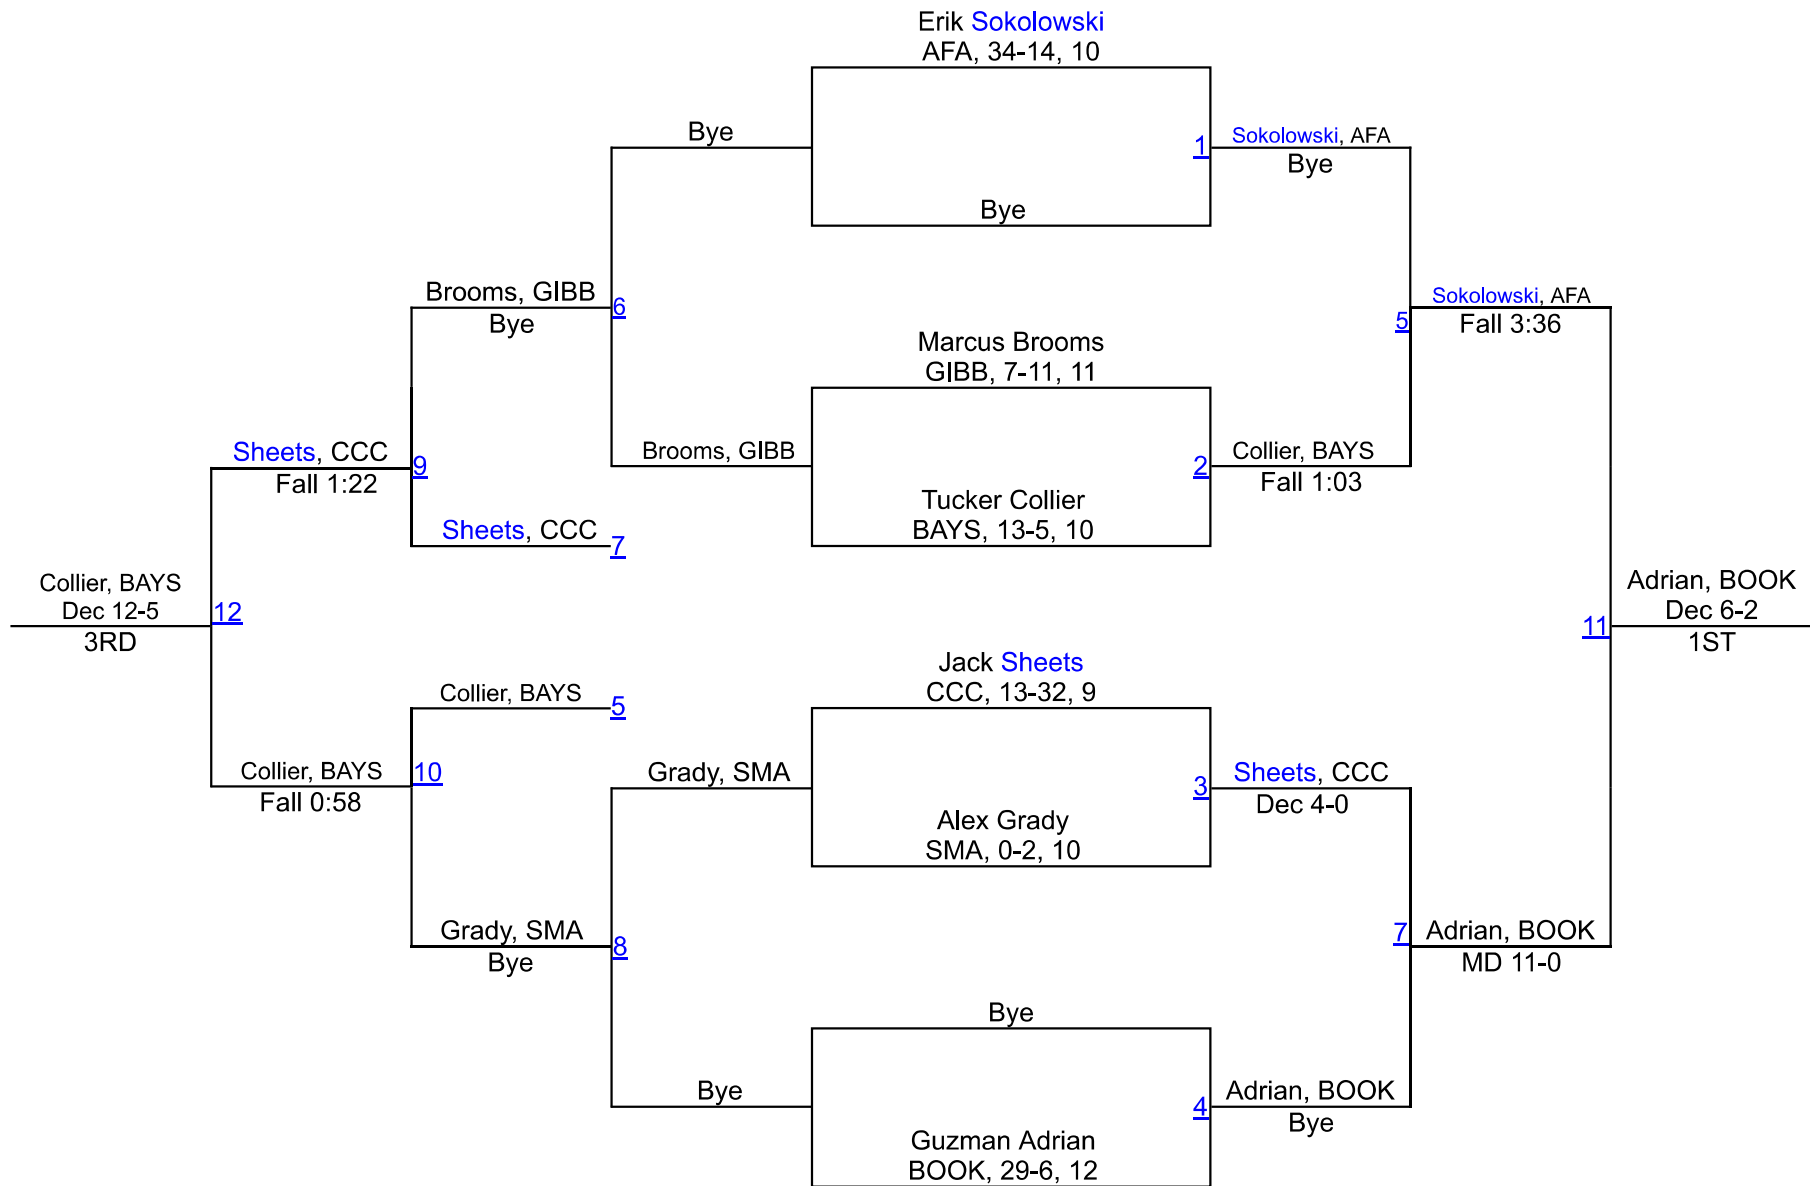 Erik Sokolowski
AFA, 34-14, 10
Bye
1
Sokolowski, AFA
Bye
Bye
Brooms, GIBB
Bye
6
Sokolowski, AFA
Fall 3:36
5
Marcus Brooms
GIBB, 7-11, 11
Sheets, CCC
Fall 1:22
9
Brooms, GIBB
2
Collier, BAYS
Fall 1:03
Tucker Collier
BAYS, 13-5, 10
Sheets, CCC
7
Collier, BAYS
Dec 12-5
3RD
12
Adrian, BOOK
Dec 6-2
1ST
11
Jack Sheets
CCC, 13-32, 9
Collier, BAYS
5
Collier, BAYS
Fall 0:58
10
Grady, SMA
3
Sheets, CCC
Dec 4-0
Alex Grady
SMA, 0-2, 10
Grady, SMA
Bye
8
7
Adrian, BOOK
MD 11-0
Bye
Bye
4
Adrian, BOOK
Bye
Guzman Adrian
BOOK, 29-6, 12